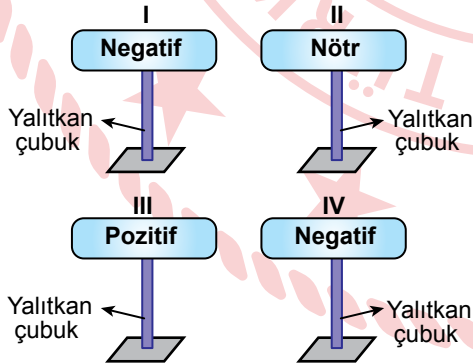 I
Negatif
Yalıtkan
çubuk
II
Nötr
Yalıtkan
çubuk
III
Pozitif
Yalıtkan
çubuk
IV
Negatif
Yalıtkan
çubuk